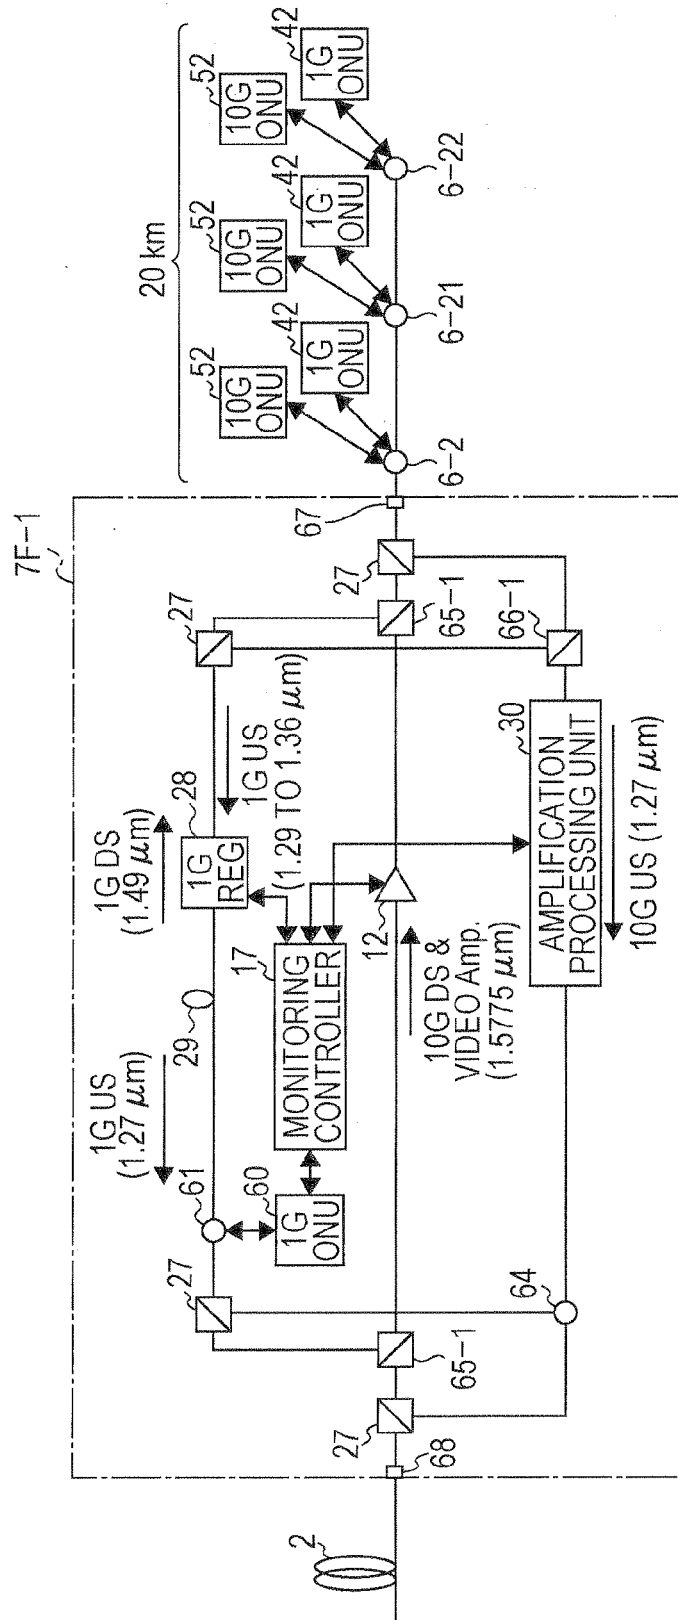 7F-1
20 km
52
10G
ONU
42
1G
ONU
52
10G
ONU
42
1G
ONU
52
10G
ONU
42
1G
ONU
6-2
6-21
6-22
67
68
2
27
65-1
27
61
1G US
(1.27 μm)
29
1G DS
(1.49 μm)
28
1G
REG
1G US
(1.29 TO 1.36 μm)
27
60
1G
ONU
17
MONITORING
CONTROLLER
12
10G DS &
VIDEO Amp.
(1.5775 μm)
65-1
27
64
30
AMPLIFICATION
PROCESSING UNIT
10G US (1.27 μm)
66-1